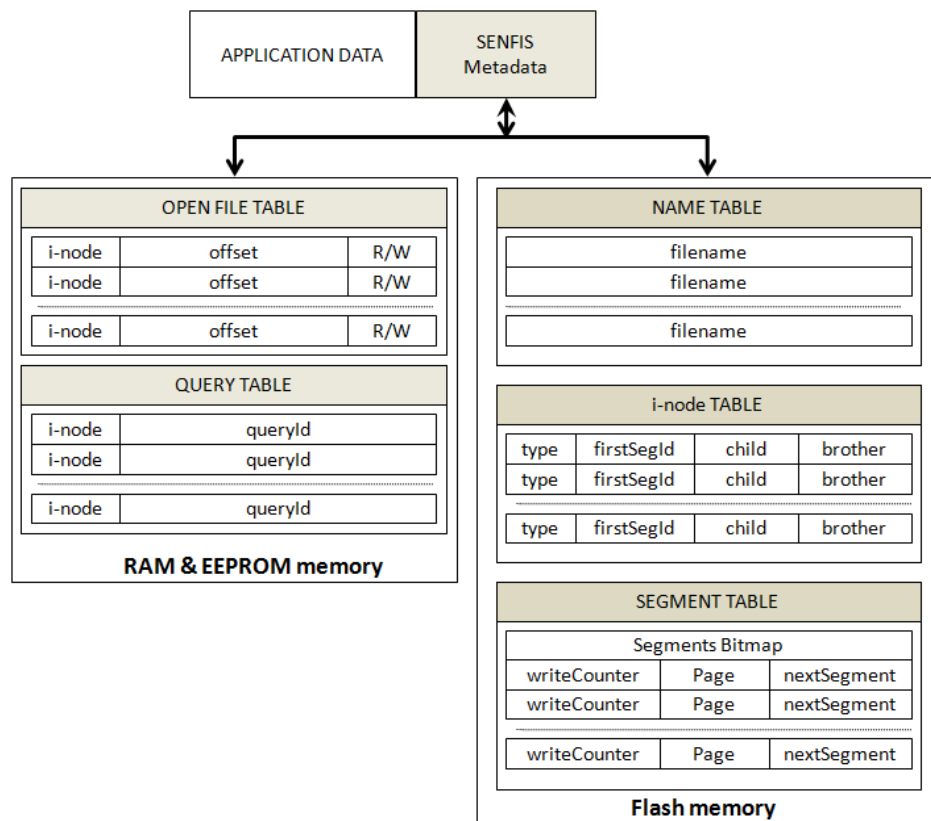 APPLICATION DATA
SENFIS
Metadata
OPEN FILE TABLE
i-node offset R/W
i-node offset R/W
i-node offset R/W
QUERY TABLE
i-node queryId
i-node queryId
i-node queryId
RAM & EEPROM memory
NAME TABLE
filename
filename
filename
i-node TABLE
type firstSegId child brother
type firstSegId child brother
type firstSegId child brother
SEGMENT TABLE
Segments Bitmap
writeCounter Page nextSegment
writeCounter Page nextSegment
writeCounter Page nextSegment
Flash memory